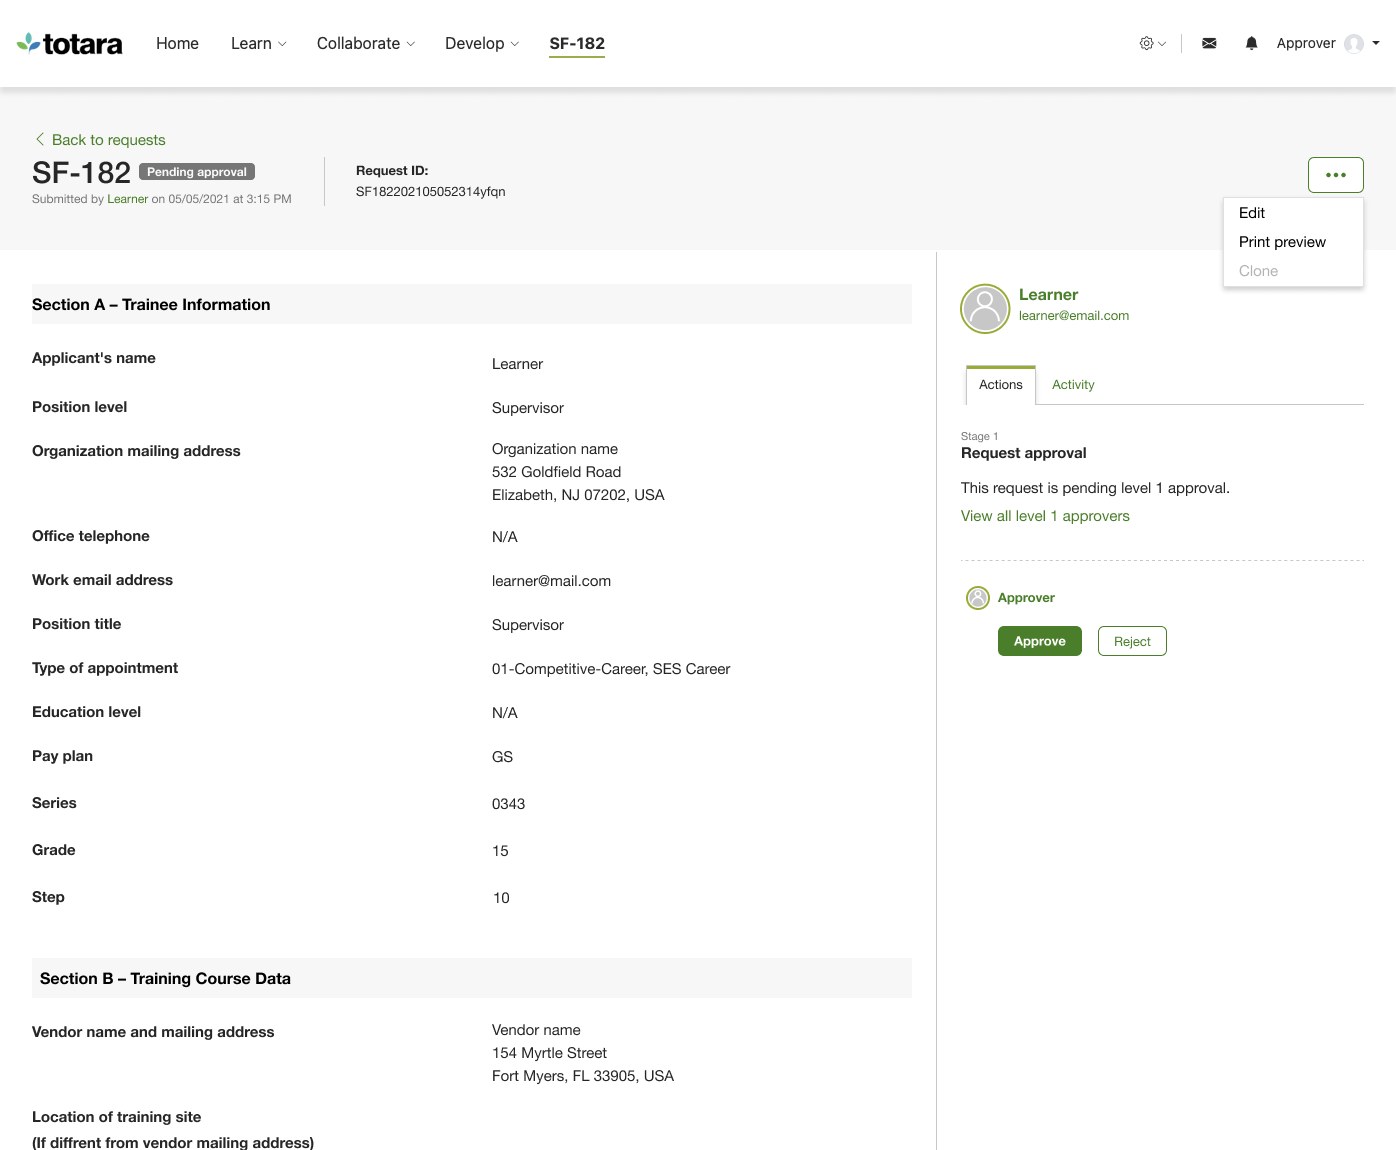 totara
Home
Learn
Collaborate
Develop
SF-182
Approver
Back to requests
SF-182
Pending approval
Submitted by Learner on 05/05/2021 at 3:15 PM
Request ID:
SF182202105052314yfqn
Edit
Print preview
Clone
Section A – Trainee Information
Applicant's name
Learner
Position level
Supervisor
Organization mailing address
Organization name
532 Goldfield Road
Elizabeth, NJ 07202, USA
Office telephone
N/A
Work email address
learner@mail.com
Position title
Supervisor
Type of appointment
01-Competitive-Career, SES Career
Education level
N/A
Pay plan
GS
Series
0343
Grade
15
Step
10
Section B – Training Course Data
Vendor name and mailing address
Vendor name
154 Myrtle Street
Fort Myers, FL 33905, USA
Location of training site
(If diffrent from vendor mailing address)
Learner
learner@email.com
Actions
Activity
Stage 1
Request approval
This request is pending level 1 approval.
View all level 1 approvers
Approver
Approve
Reject